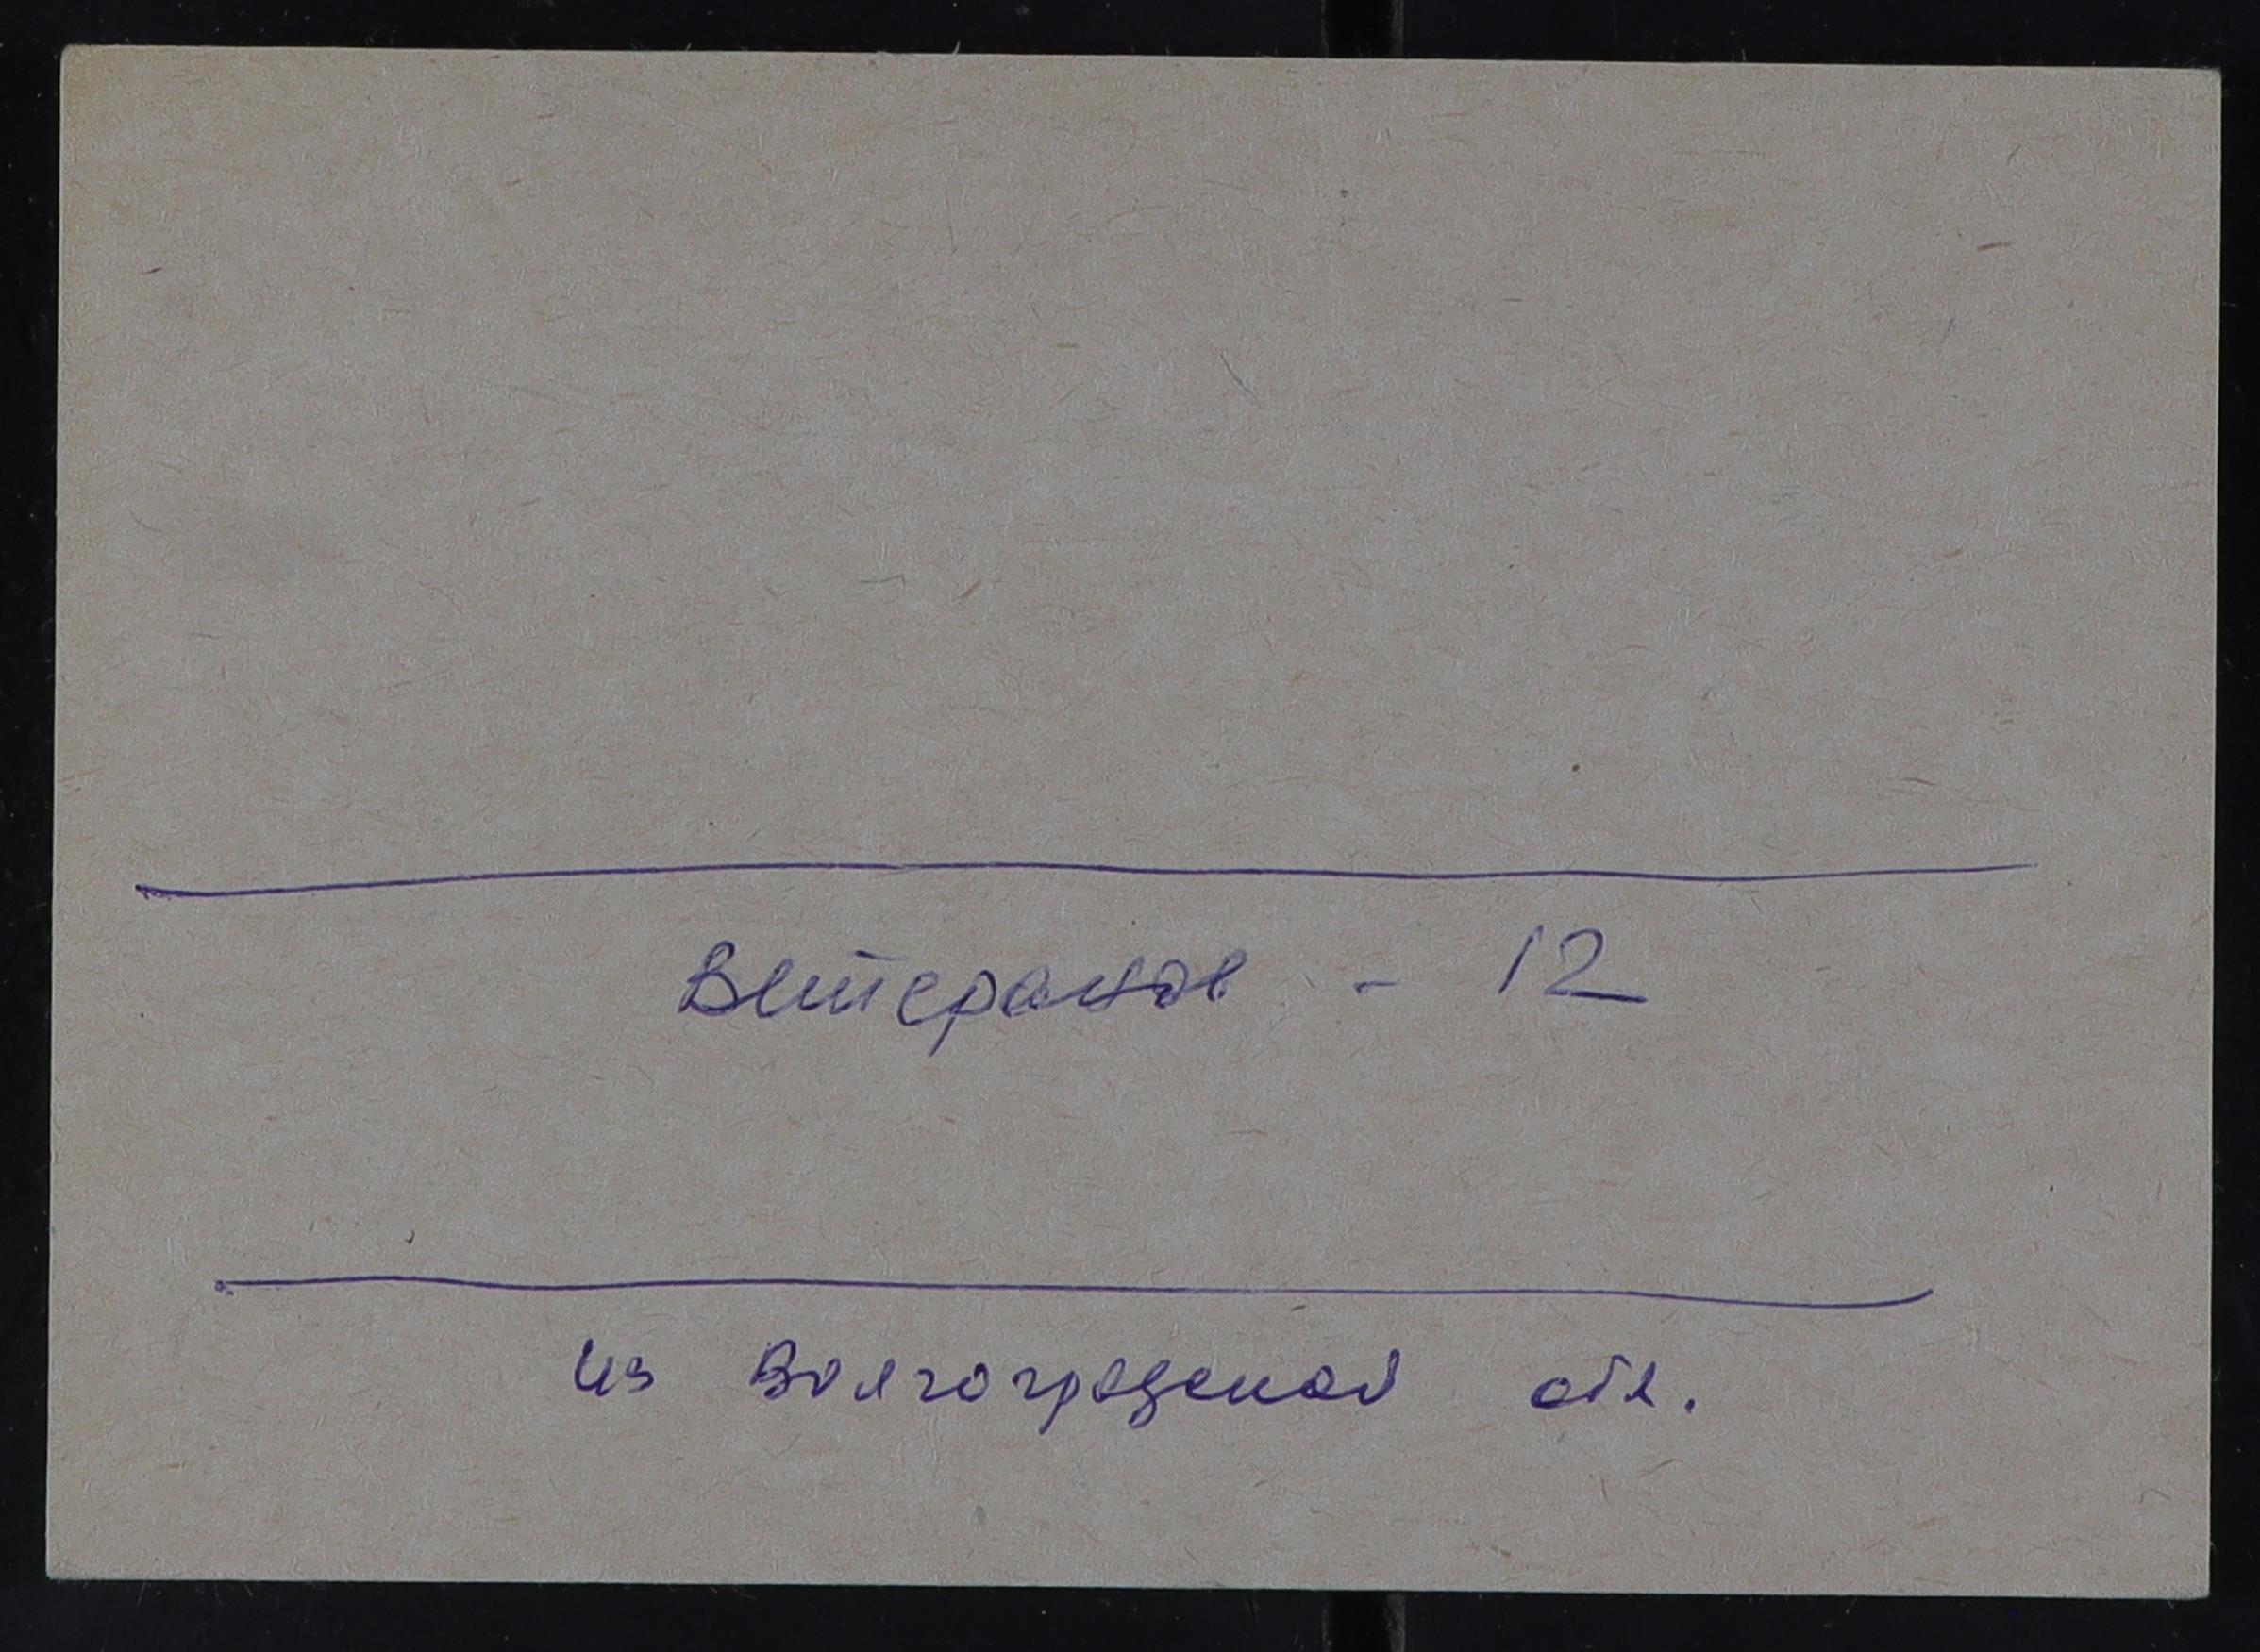 Ветеранов - 12
из Волгоградской обл.